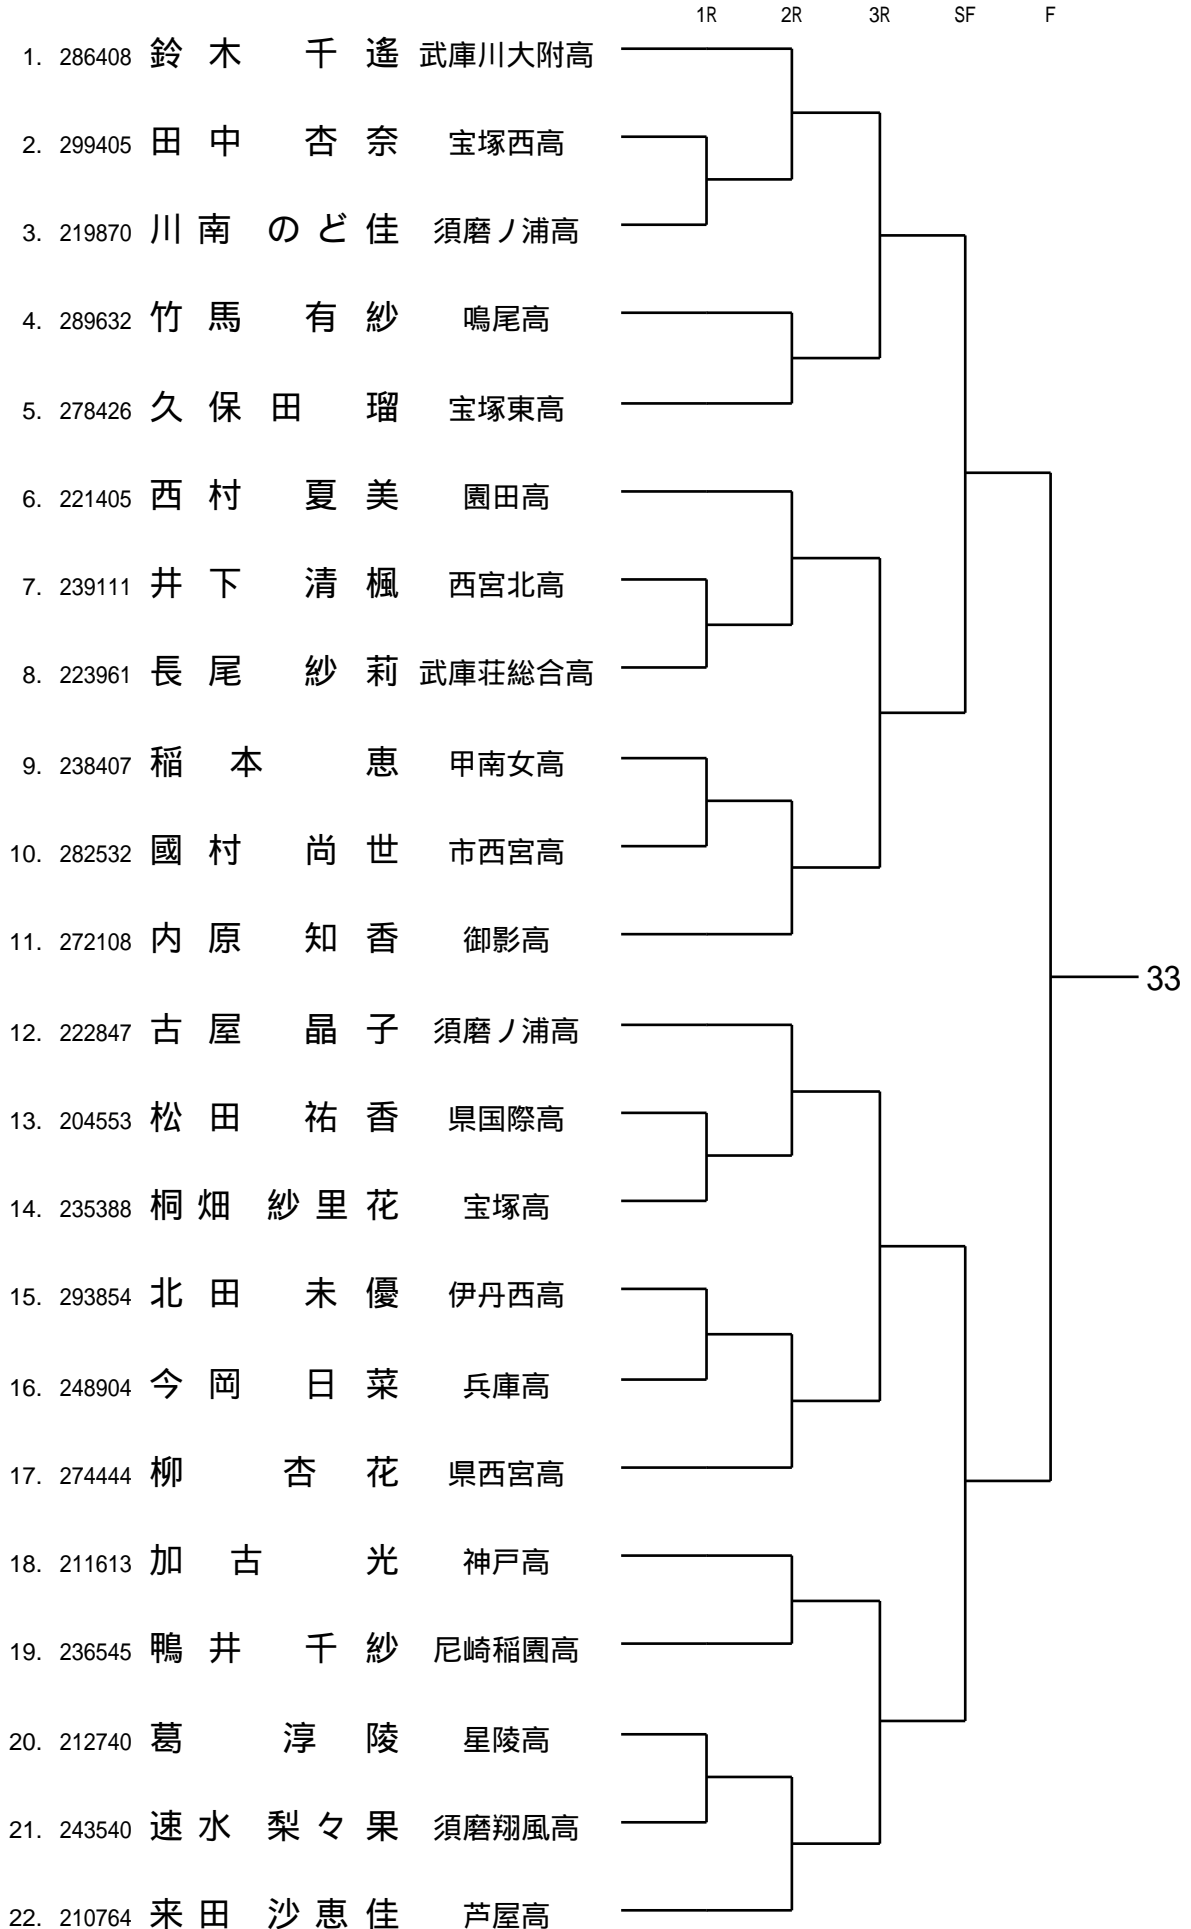 1R 2R 3R SF F
1. 286408 鈴木 千遙 武庫川大附高
2. 299405 田中 杏奈 宝塚西高
3. 219870 川南 のど佳 須磨ノ浦高
4. 289632 竹馬 有紗 鳴尾高
5. 278426 久保田 瑠 宝塚東高
6. 221405 西村 夏美 園田高
7. 239111 井下 清楓 西宮北高
8. 223961 長尾 紗莉 武庫荘総合高
9. 238407 稲本 恵 甲南女高
10. 282532 國村 尚世 市西宮高
11. 272108 内原 知香 御影高
33
12. 222847 古屋 晶子 須磨ノ浦高
13. 204553 松田 祐香 県国際高
14. 235388 桐畑 紗里花 宝塚高
15. 293854 北田 未優 伊丹西高
16. 248904 今岡 日菜 兵庫高
17. 274444 柳 杏花 県西宮高
18. 211613 加古 光 神戸高
19. 236545 鴨井 千紗 尼崎稲園高
20. 212740 葛 淳陵 星陵高
21. 243540 速水 梨々果 須磨翔風高
22. 210764 来田 沙恵佳 芦屋高